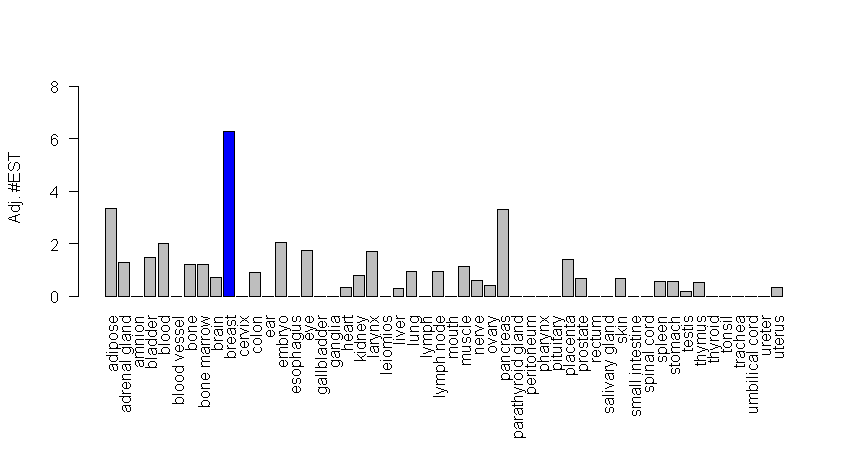 Adj. #EST
8
6
4
2
0
adipose
adrenal gland
amnion
bladder
blood
blood vessel
bone
bone marrow
brain
breast
cervix
colon
ear
embryo
esophagus
eye
gallbladder
ganglia
heart
kidney
larynx
leiomios
liver
lung
lymph
lymph node
mouth
muscle
nerve
ovary
pancreas
parathyroid gland
peritoneum
pharynx
pituitary
placenta
prostate
rectum
salivary gland
skin
small intestine
spinal cord
spleen
stomach
testis
thymus
thyroid
tonsil
trachea
umbilical cord
ureter
uterus